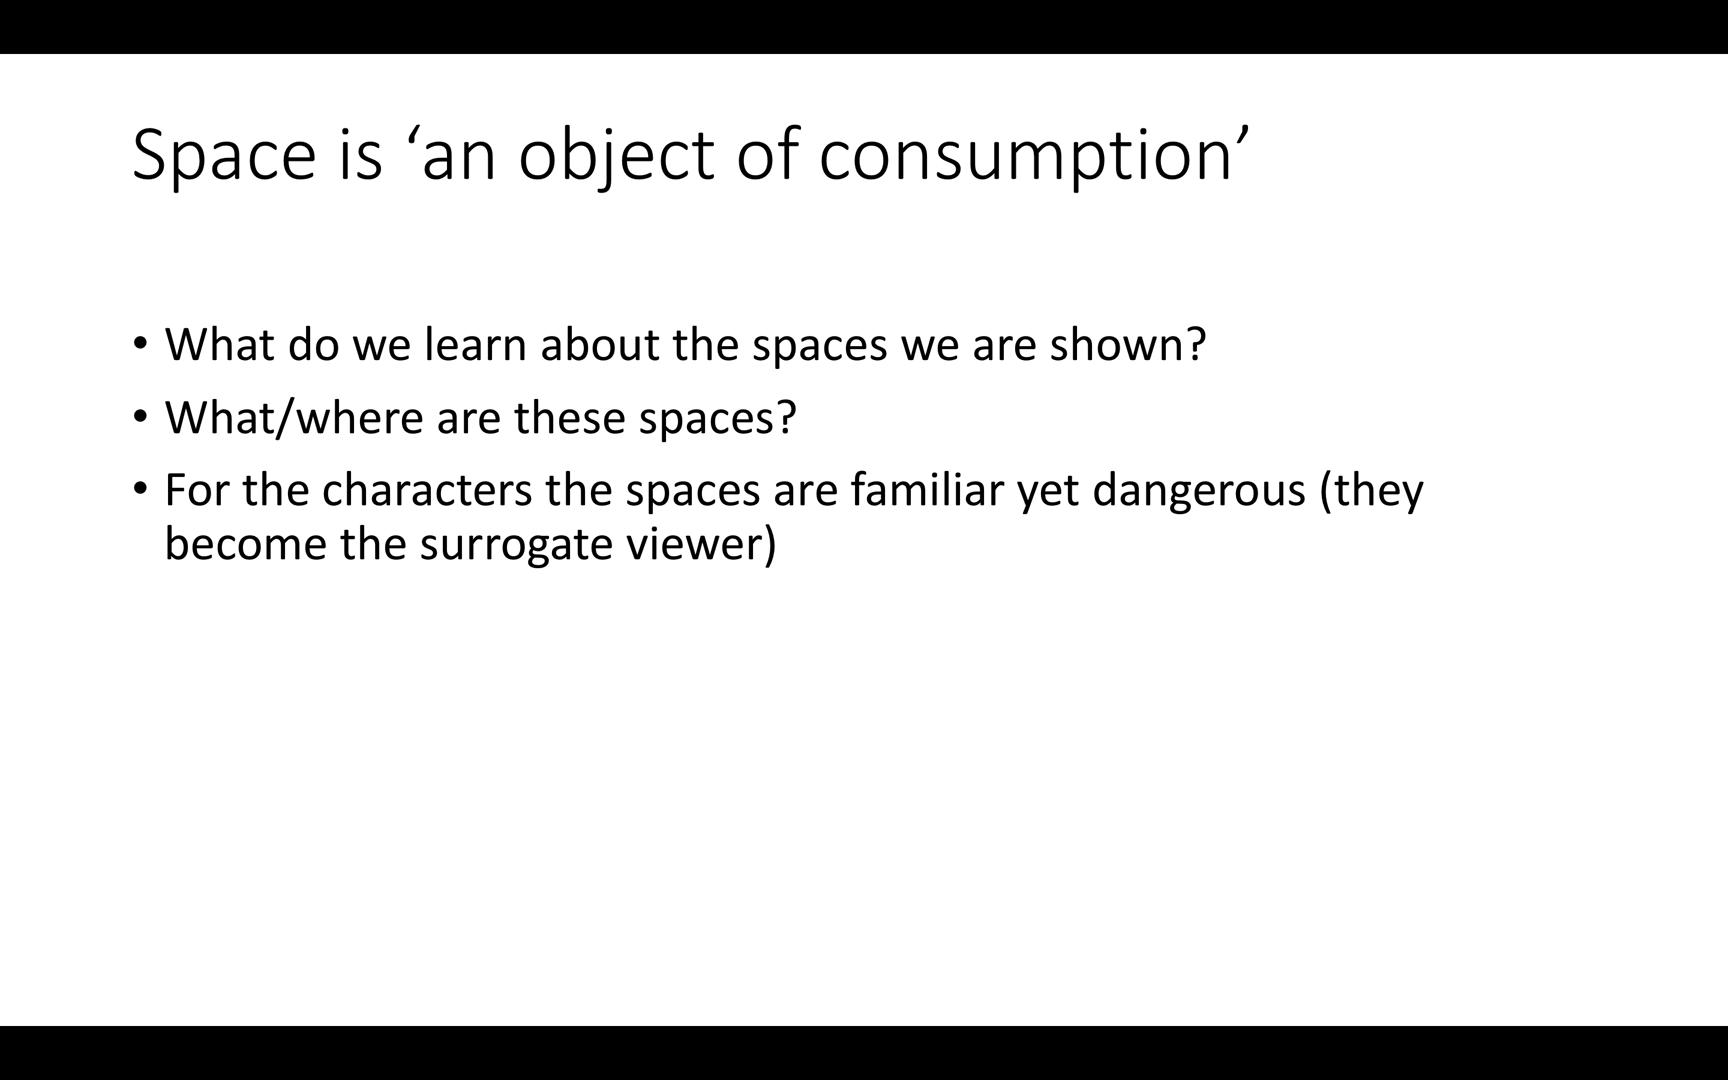 Space is ‘an object of consumption’
• What do we learn about the spaces we are shown?
• What/where are these spaces?
• For the characters the spaces are familiar yet dangerous (they
become the surrogate viewer)